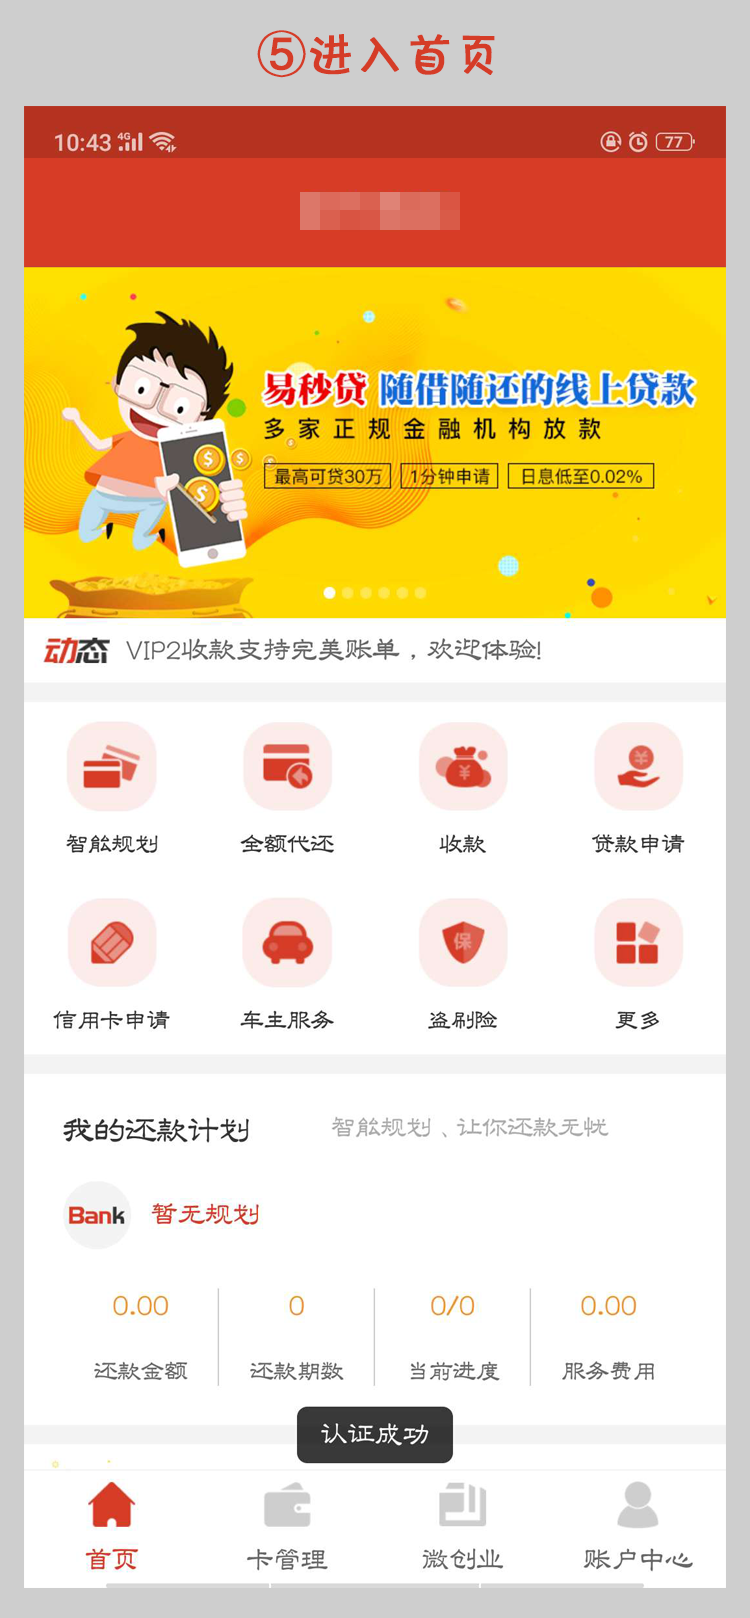 ⑤进入首页
10:43 4G 77
易秒贷 随借随还的线上贷款
多家正规金融机构放款
最高可贷30万 1分钟申请 日息低至0.02%
动态 VIP2收款支持完美账单，欢迎体验!
智能规划 全额代还 收款 贷款申请
保
信用卡申请 车主服务 盗刷险 更多
我的还款计划 智能规划、让你还款无忧
Bank 暂无规划
0.00 0 0/0 0.00
还款金额 还款期数 当前进度 服务费用
认证成功
首页 卡管理 微创业 账户中心